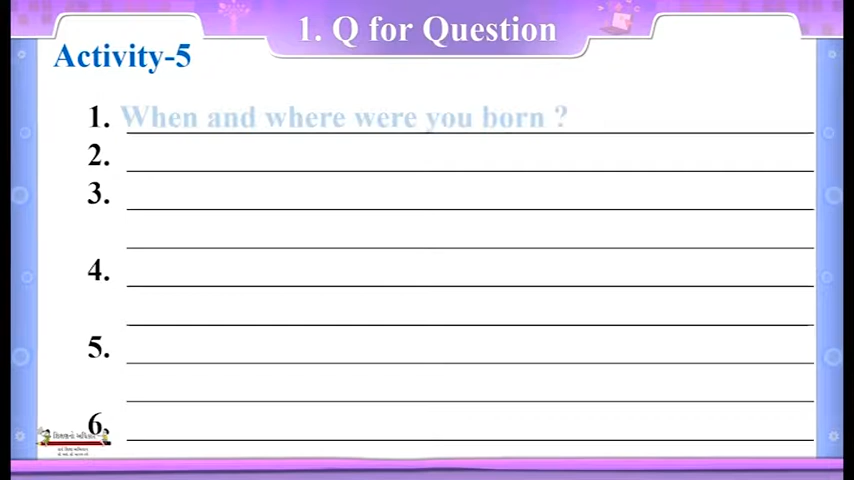 1. Q for Question
Activity-5
1. When and where were you born ?
2.
3.
4.
5.
6.